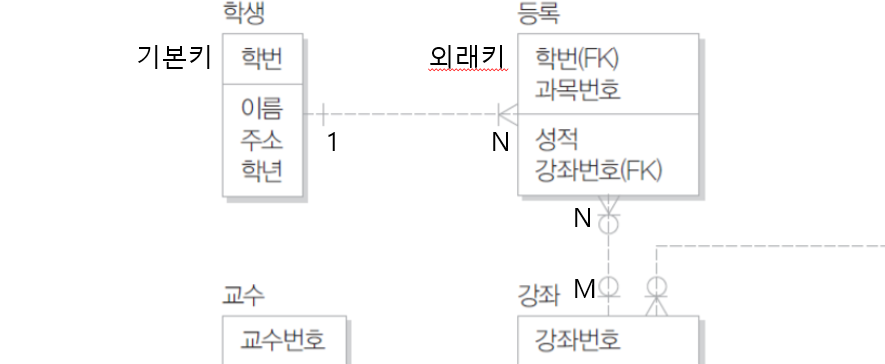 학생
등록
기본키
학번
이름
주소
학년
1
N
외래키
학번(FK)
과목번호
성적
강좌번호(FK)
N
M
교수
교수번호
강좌
강좌번호